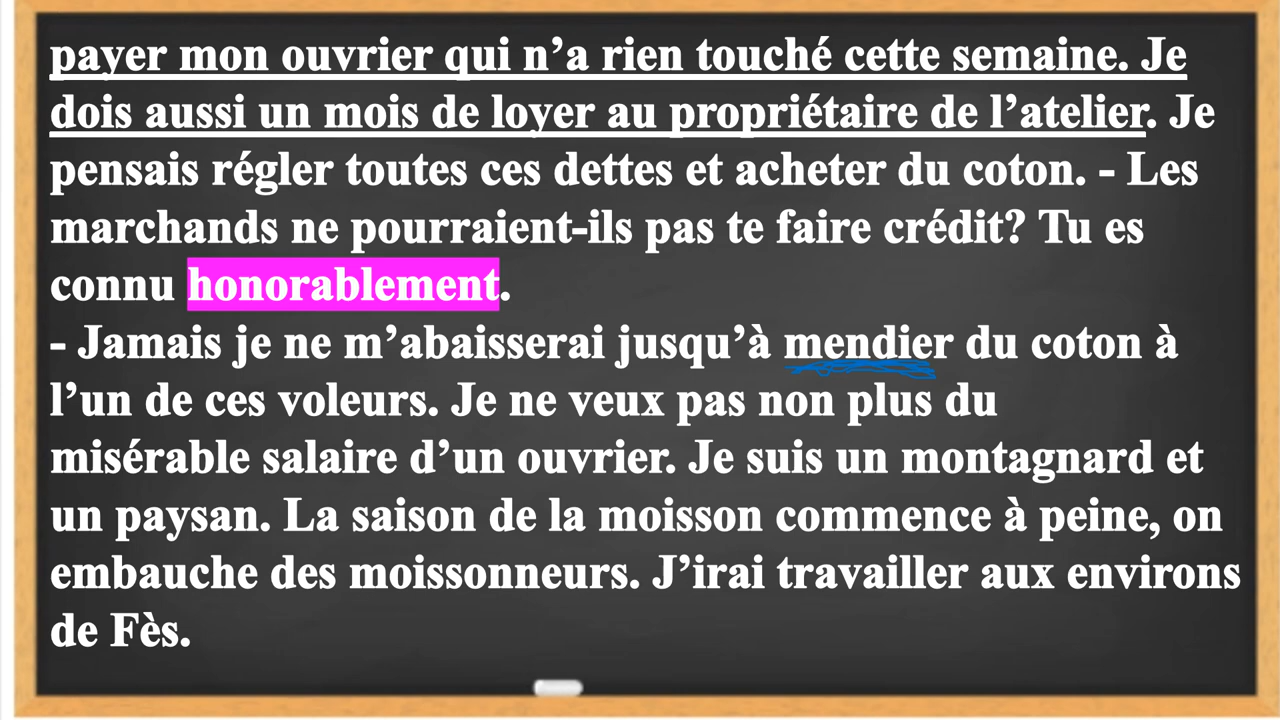 payer mon ouvrier qui n’a rien touché cette semaine. Je
dois aussi un mois de loyer au propriétaire de l’atelier. Je
pensais régler toutes ces dettes et acheter du coton. - Les
marchands ne pourraient-ils pas te faire crédit? Tu es
connu honorablement.
- Jamais je ne m’abaisserai jusqu’à mendier du coton à
l’un de ces voleurs. Je ne veux pas non plus du
misérable salaire d’un ouvrier. Je suis un montagnard et
un paysan. La saison de la moisson commence à peine, on
embauche des moissonneurs. J’irai travailler aux environs
de Fès.